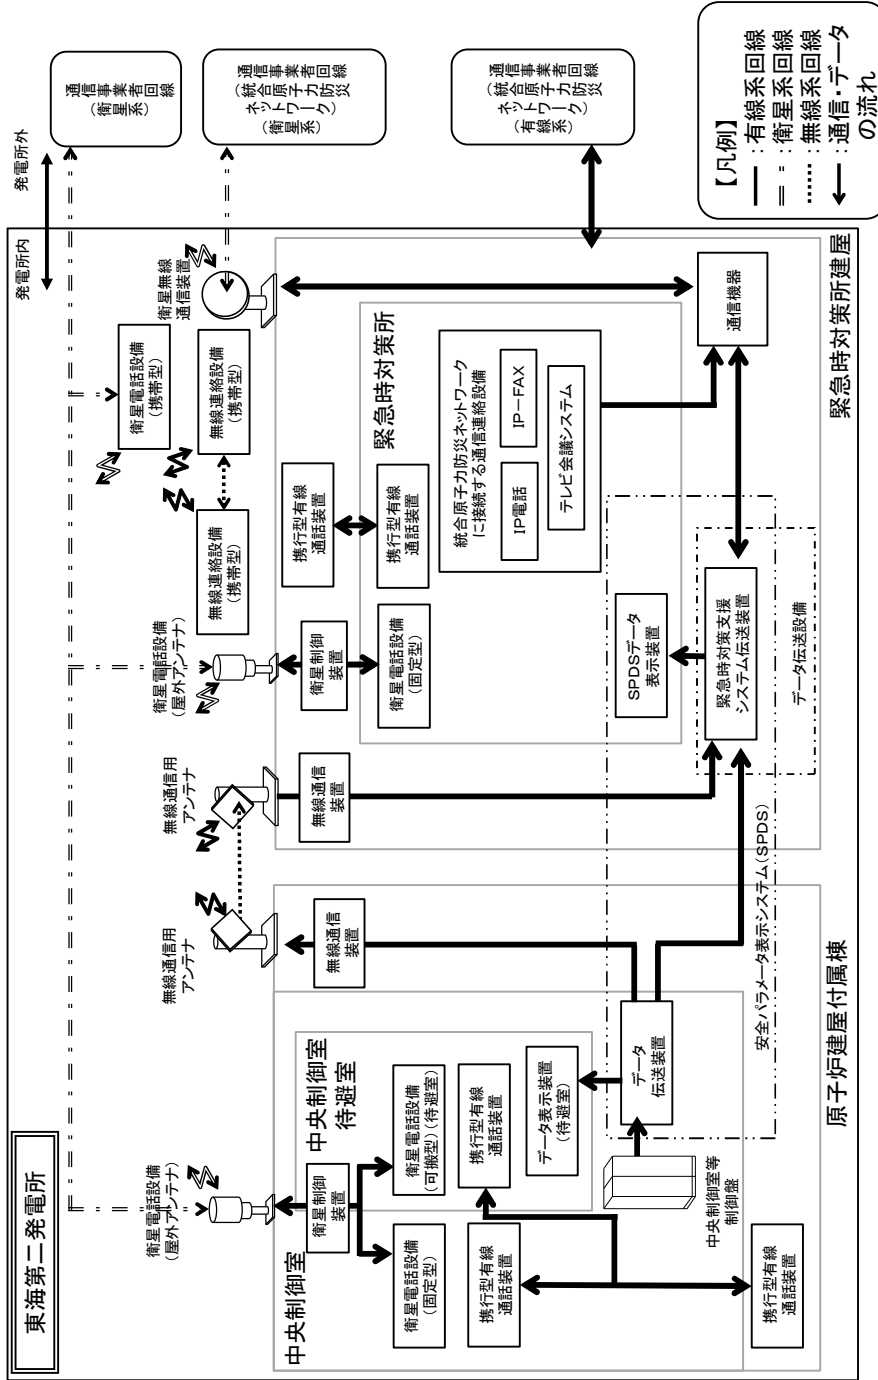 東海第二発電所
発電所内
発電所外
通信事業者回線
(衛星系)
通信事業者回線
(統合原子力防災
ネットワーク)
(衛星系)
通信事業者回線
(統合原子力防災
ネットワーク)
(有線系)
【凡例】
:有線系回線
:衛星系回線
:無線系回線
:通信・データ
の流れ
衛星電話設備
(屋外アンテナ)
無線通信用
アンテナ
無線通信用
アンテナ
衛星電話設備
(屋外アンテナ)
無線連絡設備
(携帯型)
無線連絡設備
(携帯型)
衛星電話設備
(携帯型)
衛星無線
通信装置
中央制御室
衛星制御
装置
中央制御室
待避室
衛星電話設備
(固定型)
衛星電話設備
(可搬型)(待避室)
携行型有線
通話装置
携行型有線
通話装置
データ表示装置
(待避室)
中央制御室等
制御盤
データ
伝送装置
携行型有線
通話装置
無線通信
装置
原子炉建屋付属棟
安全パラメータ表示システム(SPDS)
無線通信
装置
衛星制御
装置
衛星電話設備
(固定型)
携行型有線
通話装置
携行型有線
通話装置
緊急時対策所
統合原子力防災ネットワーク
に接続する通信連絡設備
IP電話
IP-FAX
テレビ会議システム
SPDSデータ
表示装置
緊急時対策支援
システム伝送装置
データ伝送設備
通信機器
緊急時対策所建屋